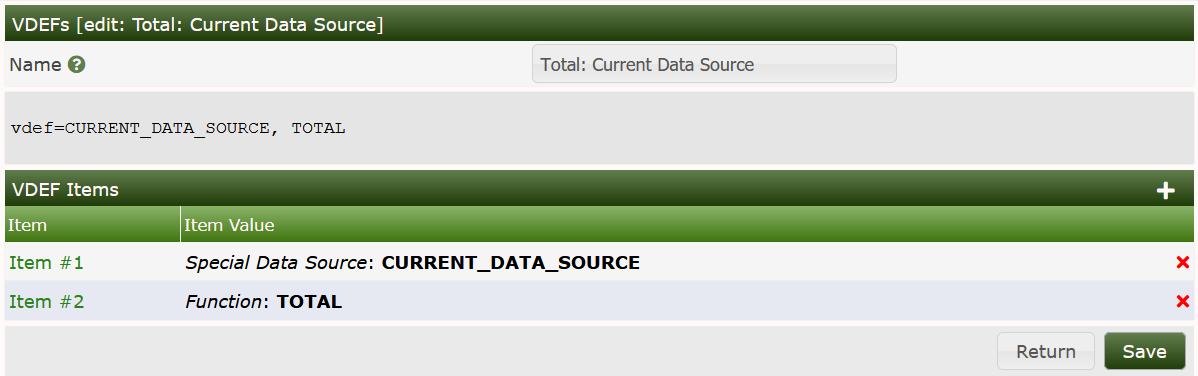 VDEFs [edit: Total: Current Data Source]
Name ? Total: Current Data Source
vdef=CURRENT_DATA_SOURCE, TOTAL
VDEF Items
Item Item Value
Item #1 Special Data Source: CURRENT_DATA_SOURCE
Item #2 Function: TOTAL
Return Save